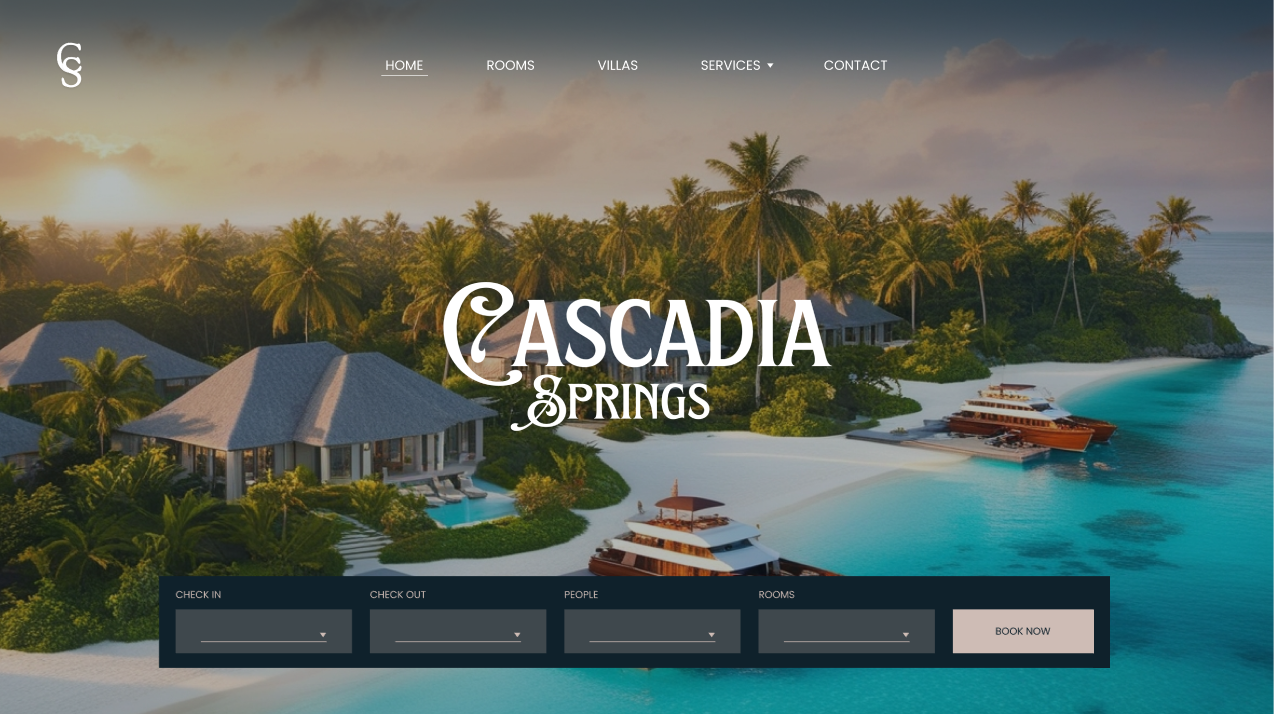 CS
HOME
ROOMS
VILLAS
SERVICES
CONTACT
CASCADIA
SPRINGS
CHECK IN
CHECK OUT
PEOPLE
ROOMS
BOOK NOW